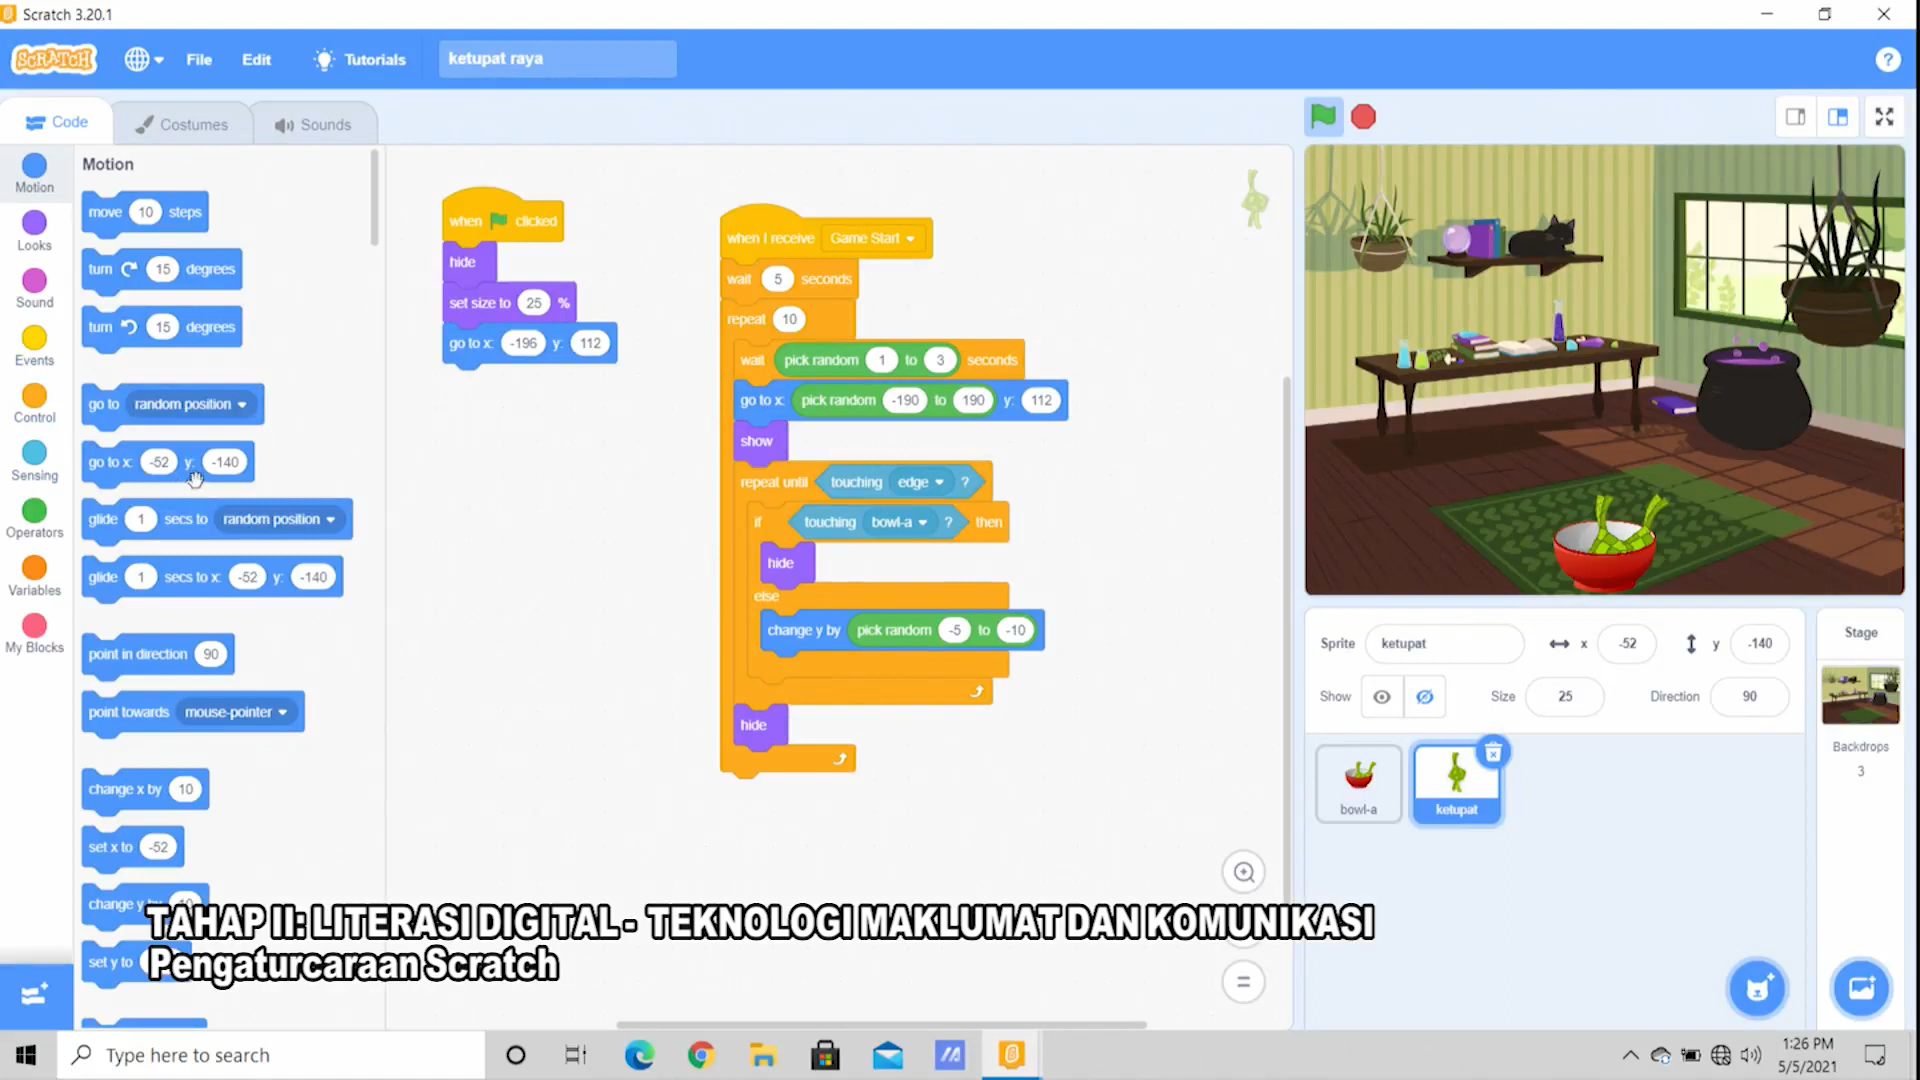 Scratch 3.20.1
SCRATCH
File
Edit
Tutorials
ketupat raya
?
Code
Costumes
Sounds
Motion
Looks
Sound
Events
Control
Sensing
Operators
Variables
My Blocks
Motion
move 10 steps
turn 15 degrees
turn 15 degrees
go to random position
go to x: -52 y: -140
glide 1 secs to random position
glide 1 secs to x: -52 y: -140
point in direction 90
point towards mouse-pointer
change x by 10
set x to -52
change y by
set y to
when clicked
hide
set size to 25 %
go to x: -196 y: 112
when I receive Game Start
wait 5 seconds
repeat 10
wait pick random 1 to 3 seconds
go to x: pick random -190 to 190 y: 112
show
repeat until touching edge ?
if touching bowl-a ? then
hide
else
change y by pick random -5 to -10
hide
Sprite ketupat x -52 y -140
Show Size 25 Direction 90
bowl-a
ketupat
Stage
Backdrops
3
TAHAP II: LITERASI DIGITAL - TEKNOLOGI MAKLUMAT DAN KOMUNIKASI
Pengaturcaraan Scratch
Type here to search
1:26 PM
5/5/2021